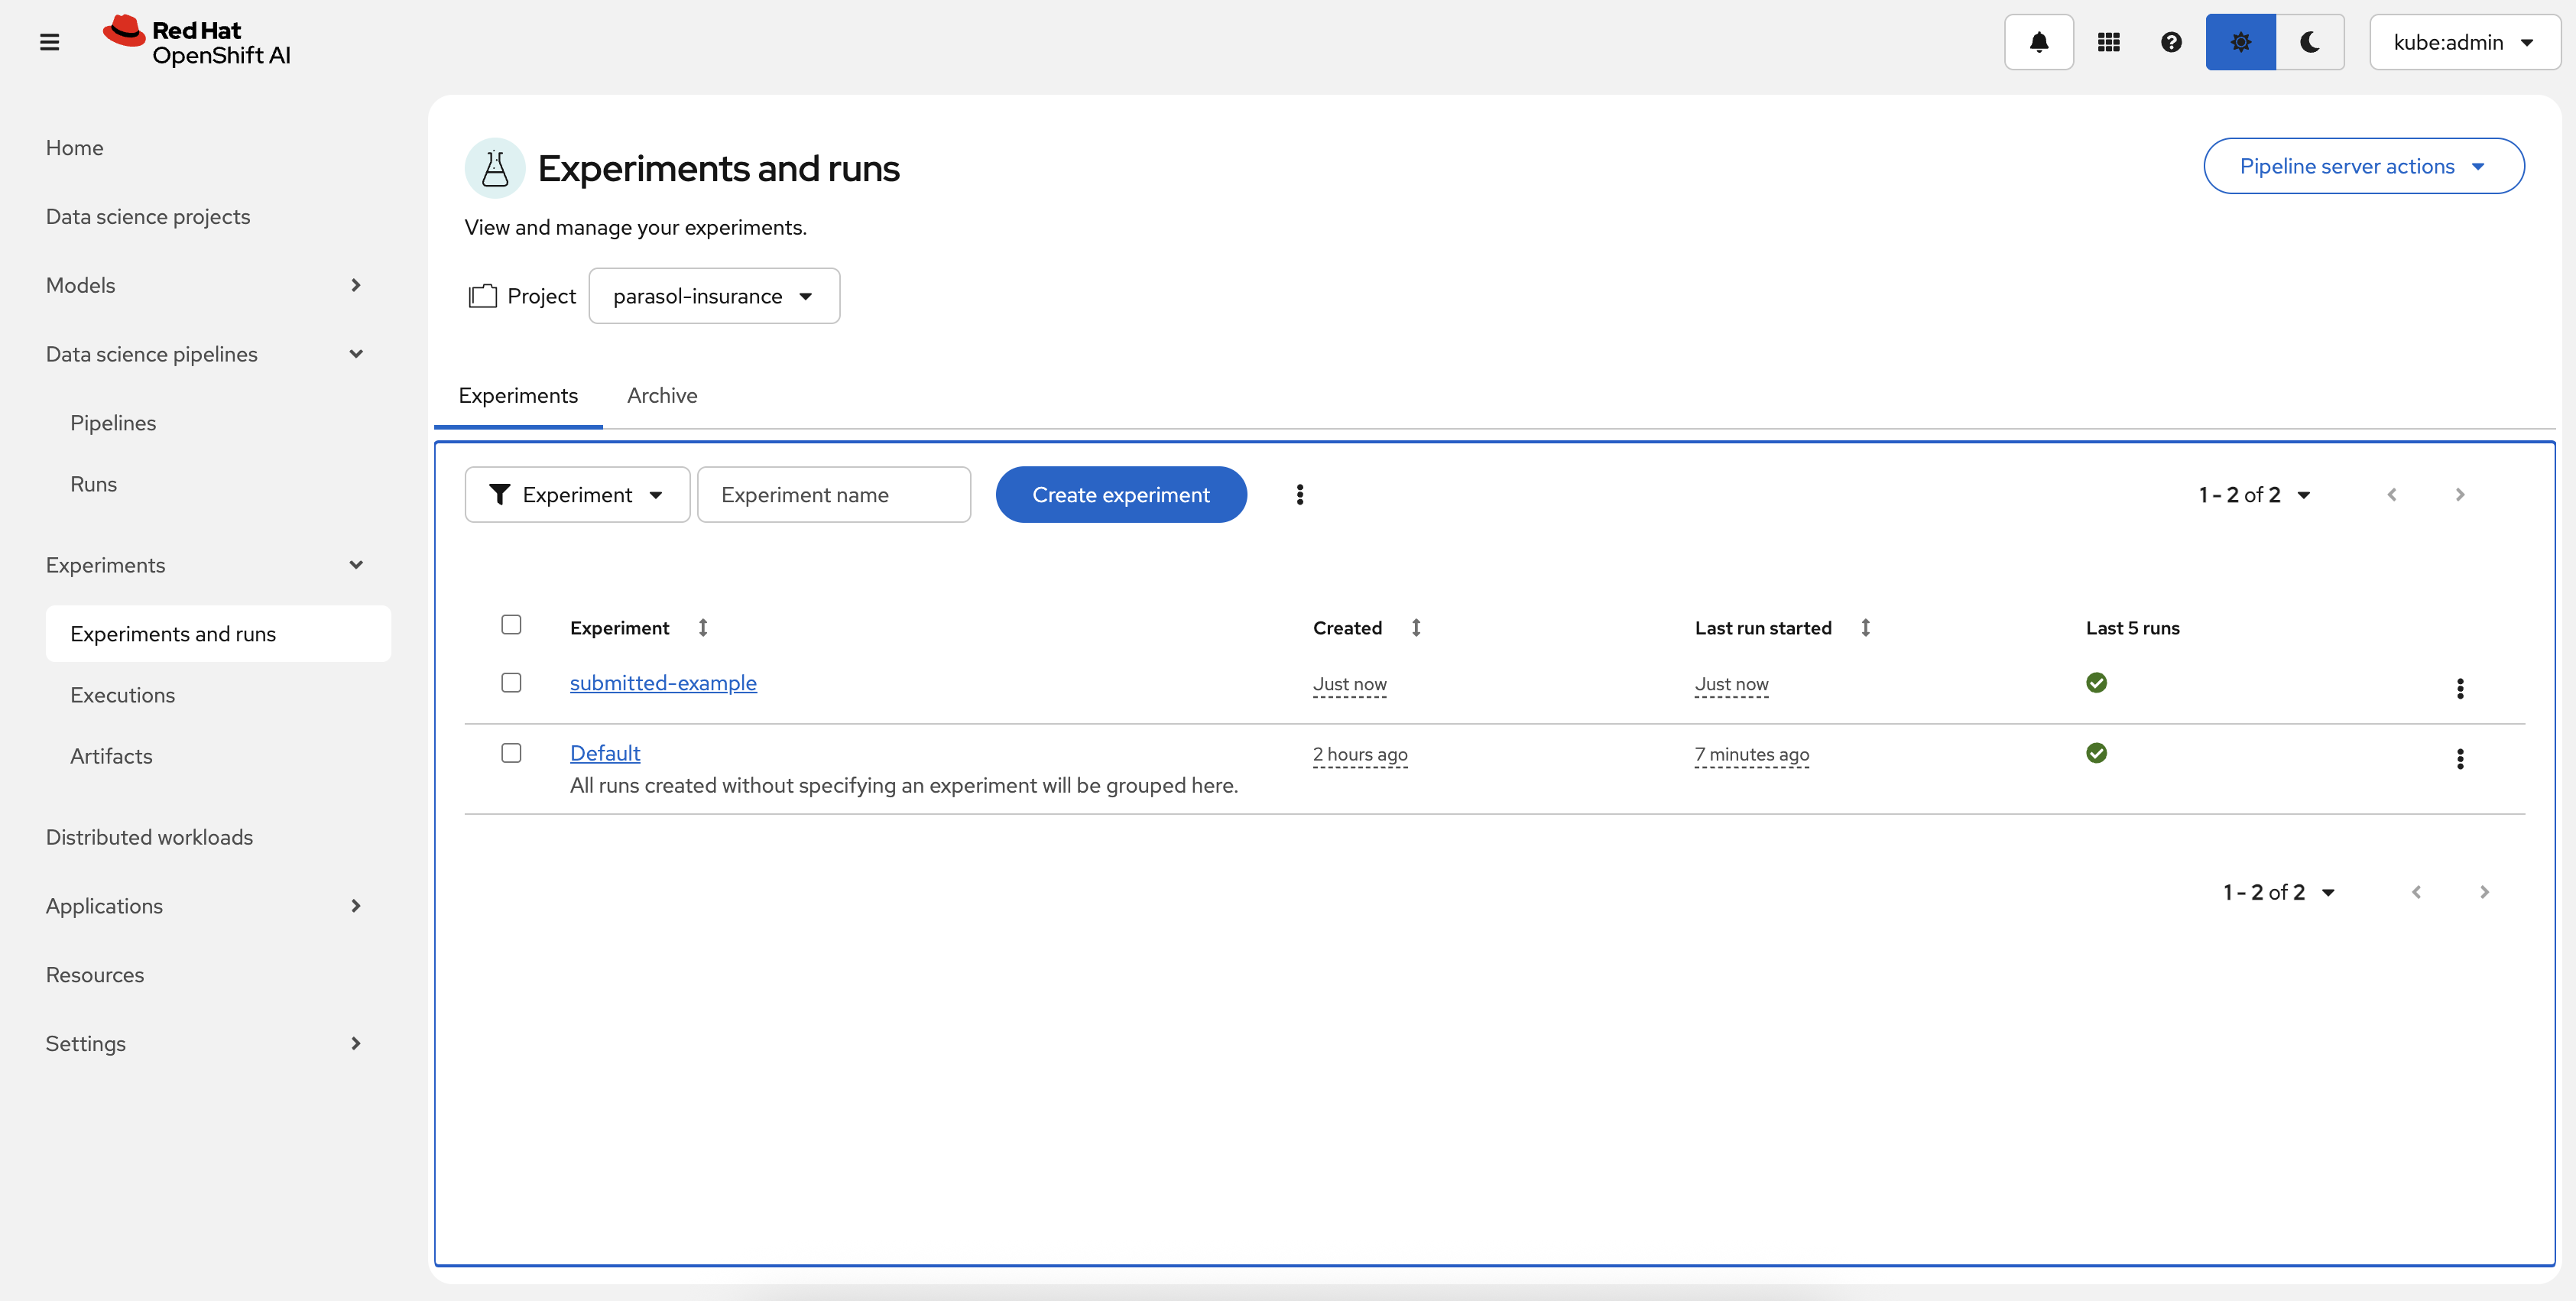 Red Hat
OpenShift AI
kube:admin
Home
Data science projects
Models
Data science pipelines
Pipelines
Runs
Experiments
Experiments and runs
Executions
Artifacts
Distributed workloads
Applications
Resources
Settings
Experiments and runs
Pipeline server actions
View and manage your experiments.
Project parasol-insurance
Experiments Archive
Experiment Experiment name Create experiment 1 - 2 of 2
Experiment Created Last run started Last 5 runs
submitted-example Just now Just now
Default 2 hours ago 7 minutes ago
All runs created without specifying an experiment will be grouped here.
1 - 2 of 2